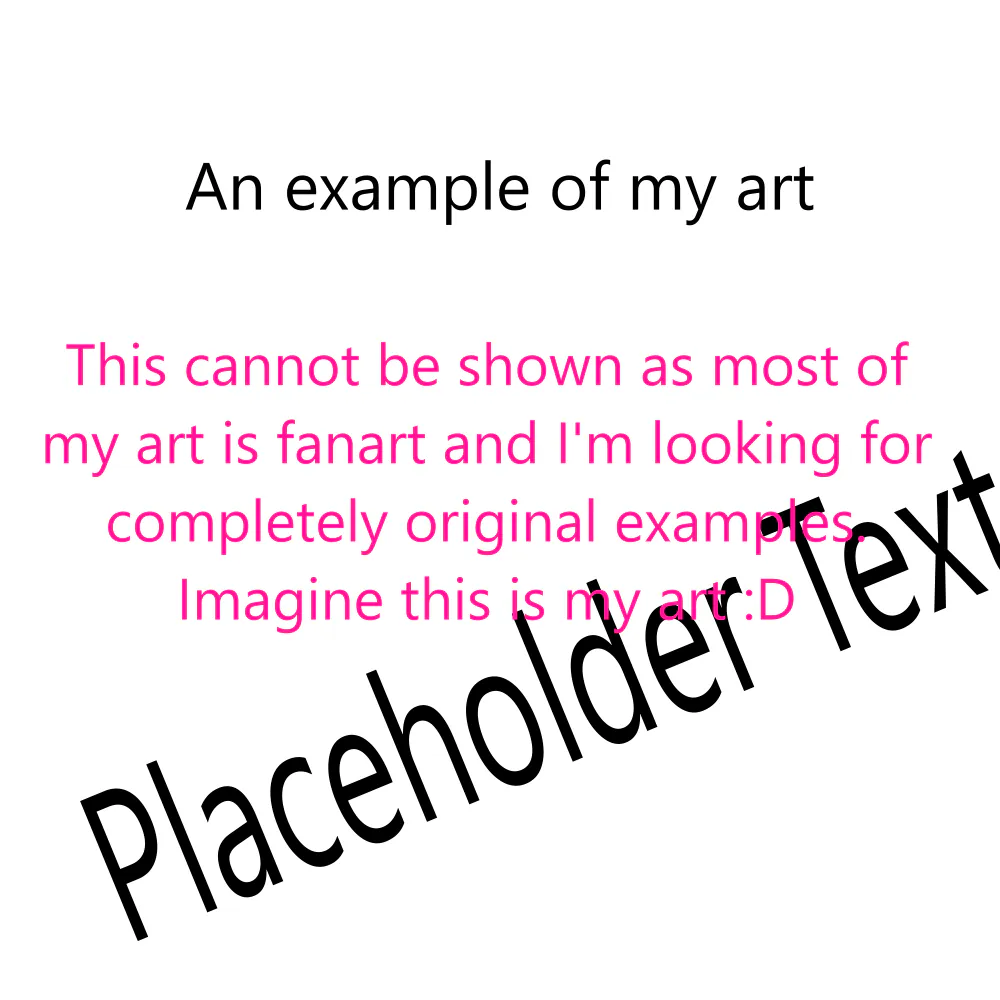 An example of my art
This cannot be shown as most of
my art is fanart and I'm looking for
completely original examples.
Imagine this is my art :D
Placeholder Text